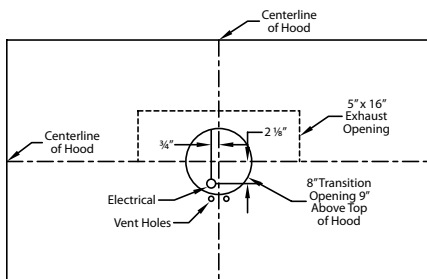 Centerline
of Hood
5" x 16"
Exhaust
Opening
Centerline
of Hood
¾"
2 ⅛"
8" Transition
Opening 9"
Above Top
of Hood
Electrical
Vent Holes